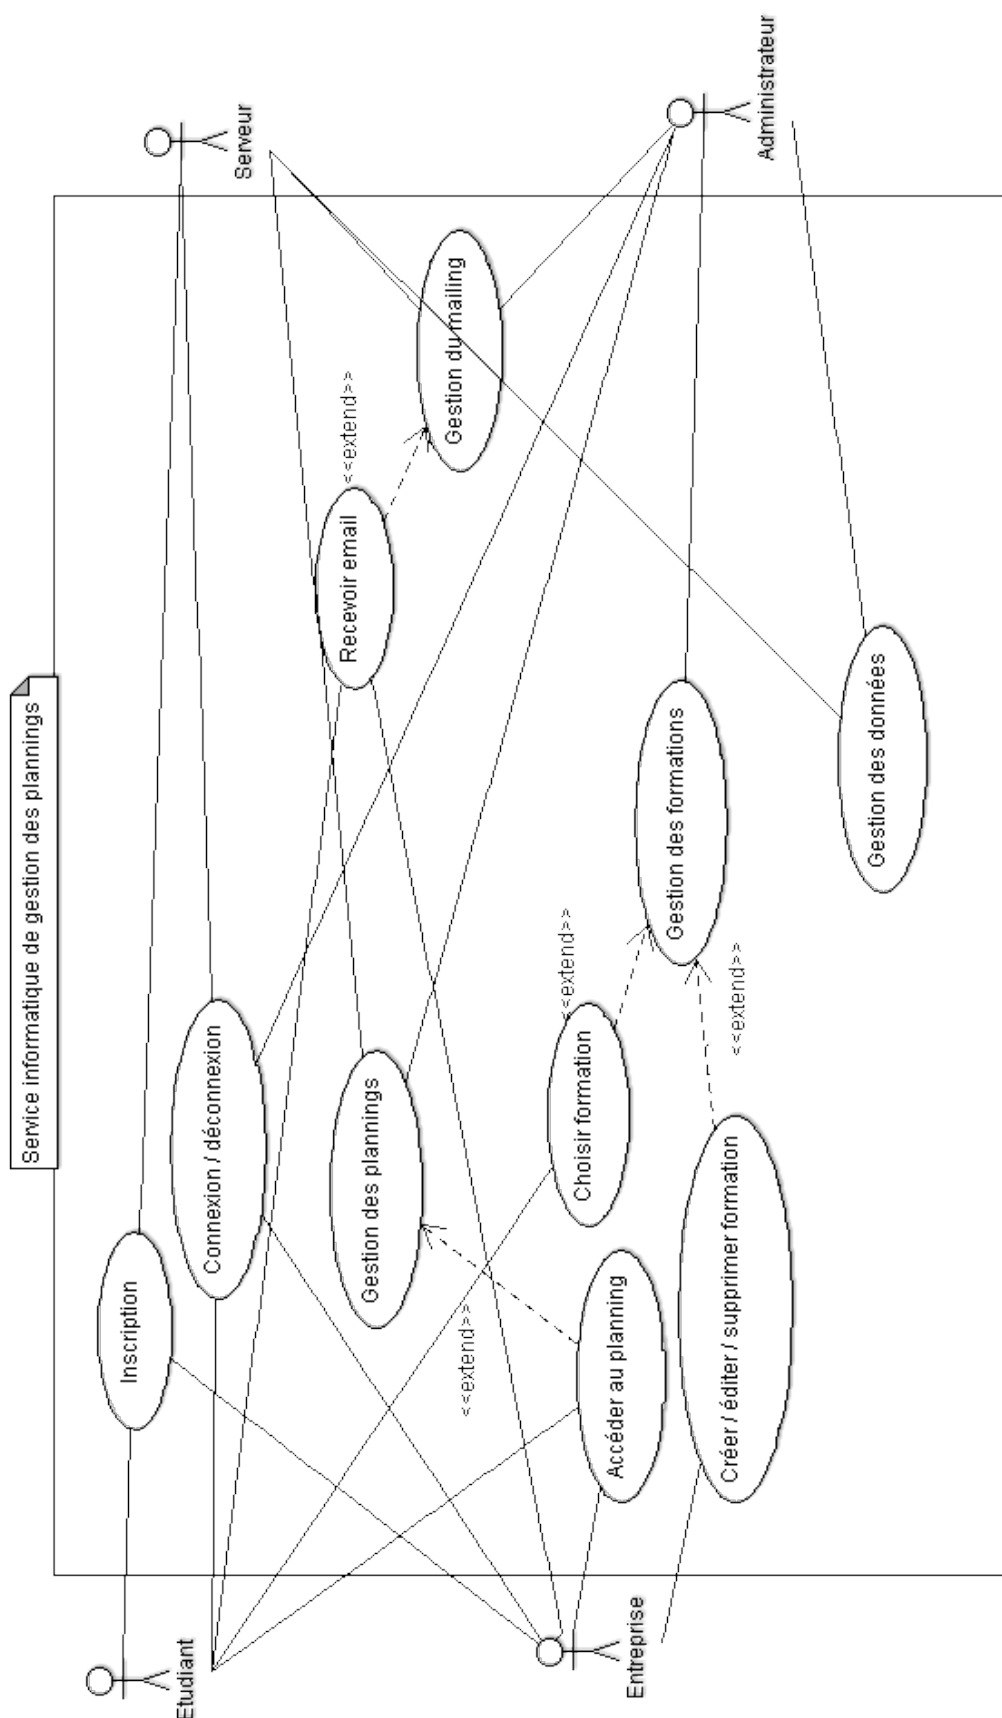 Service informatique de gestion des plannings
Etudiant
Inscription
Serveur
Connexion / déconnexion
Recevoir email
<<extend>>
Gestion du mailing
Gestion des plannings
<<extend>>
Choisir formation
<<extend>>
Accéder au planning
Entreprise
Gestion des formations
<<extend>>
Créer / éditer / supprimer formation
Administrateur
Gestion des données